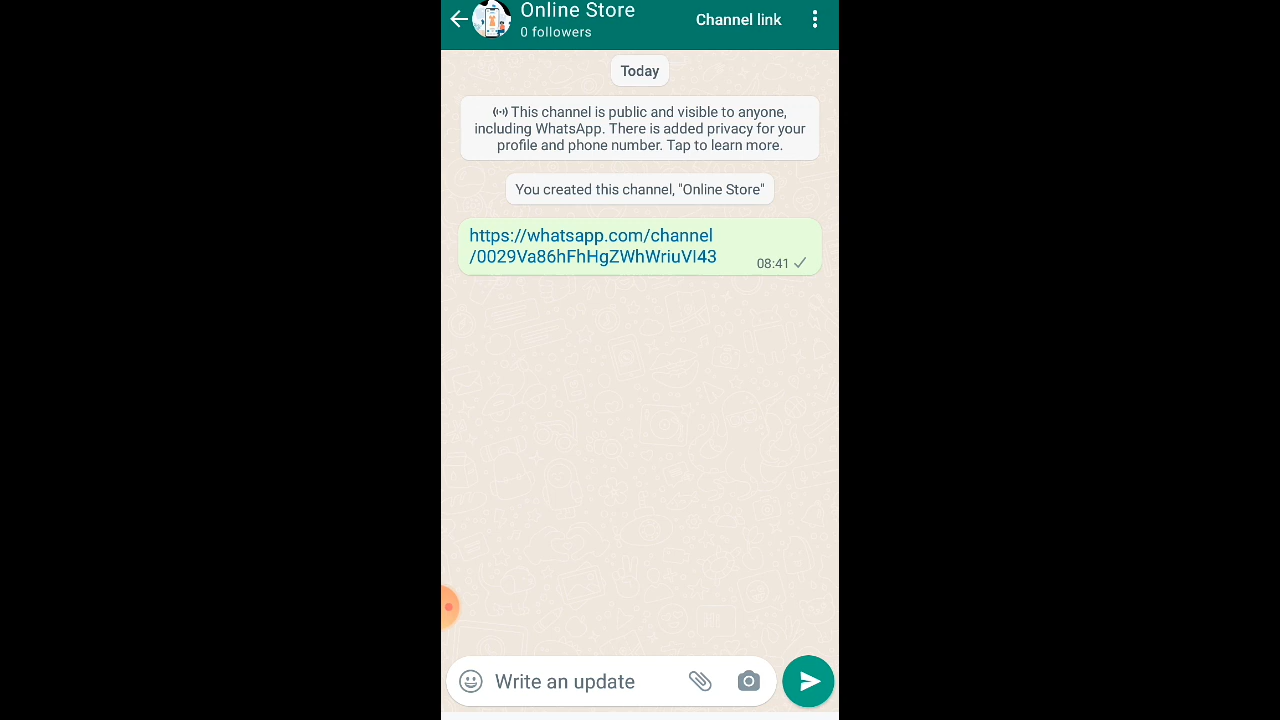 Online Store
0 followers
Channel link
Today
This channel is public and visible to anyone,
including WhatsApp. There is added privacy for your
profile and phone number. Tap to learn more.
You created this channel, "Online Store"
https://whatsapp.com/channel
/0029Va86hFhHgZWhWriuVI43
08:41
Write an update